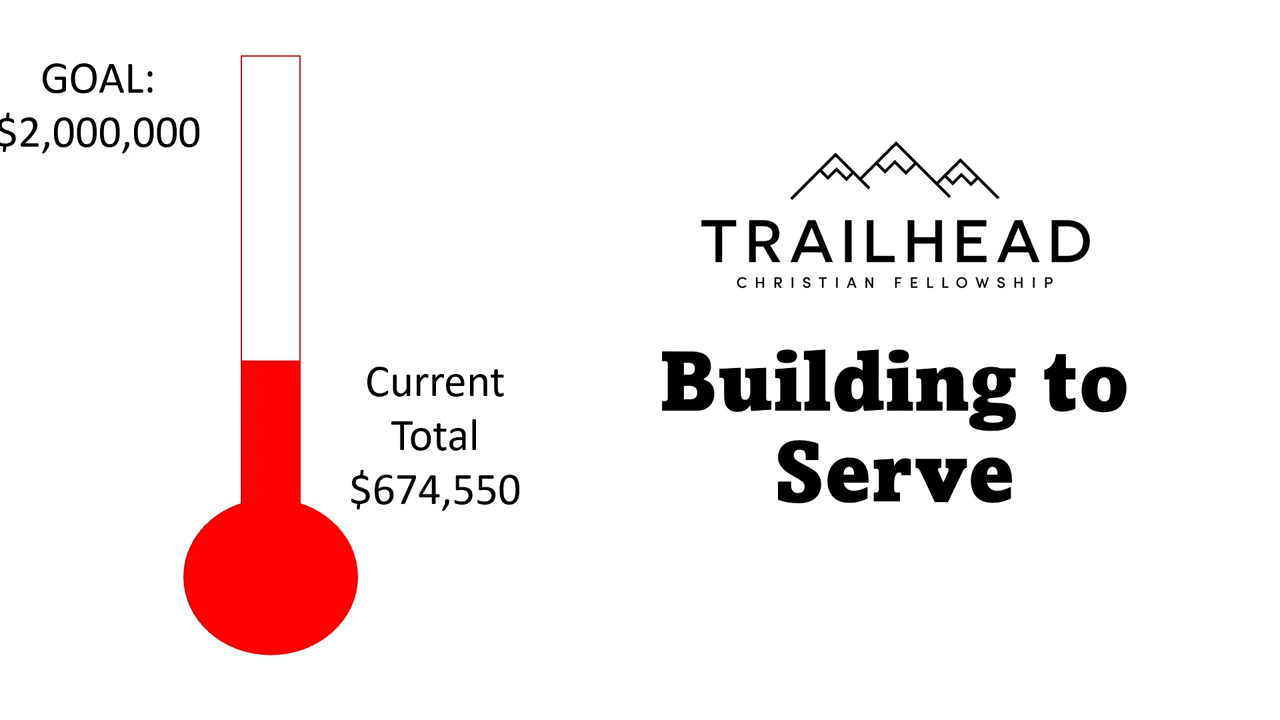 GOAL:
$2,000,000
TRAILHEAD
CHRISTIAN FELLOWSHIP
Building to
Serve
Current
Total
$674,550